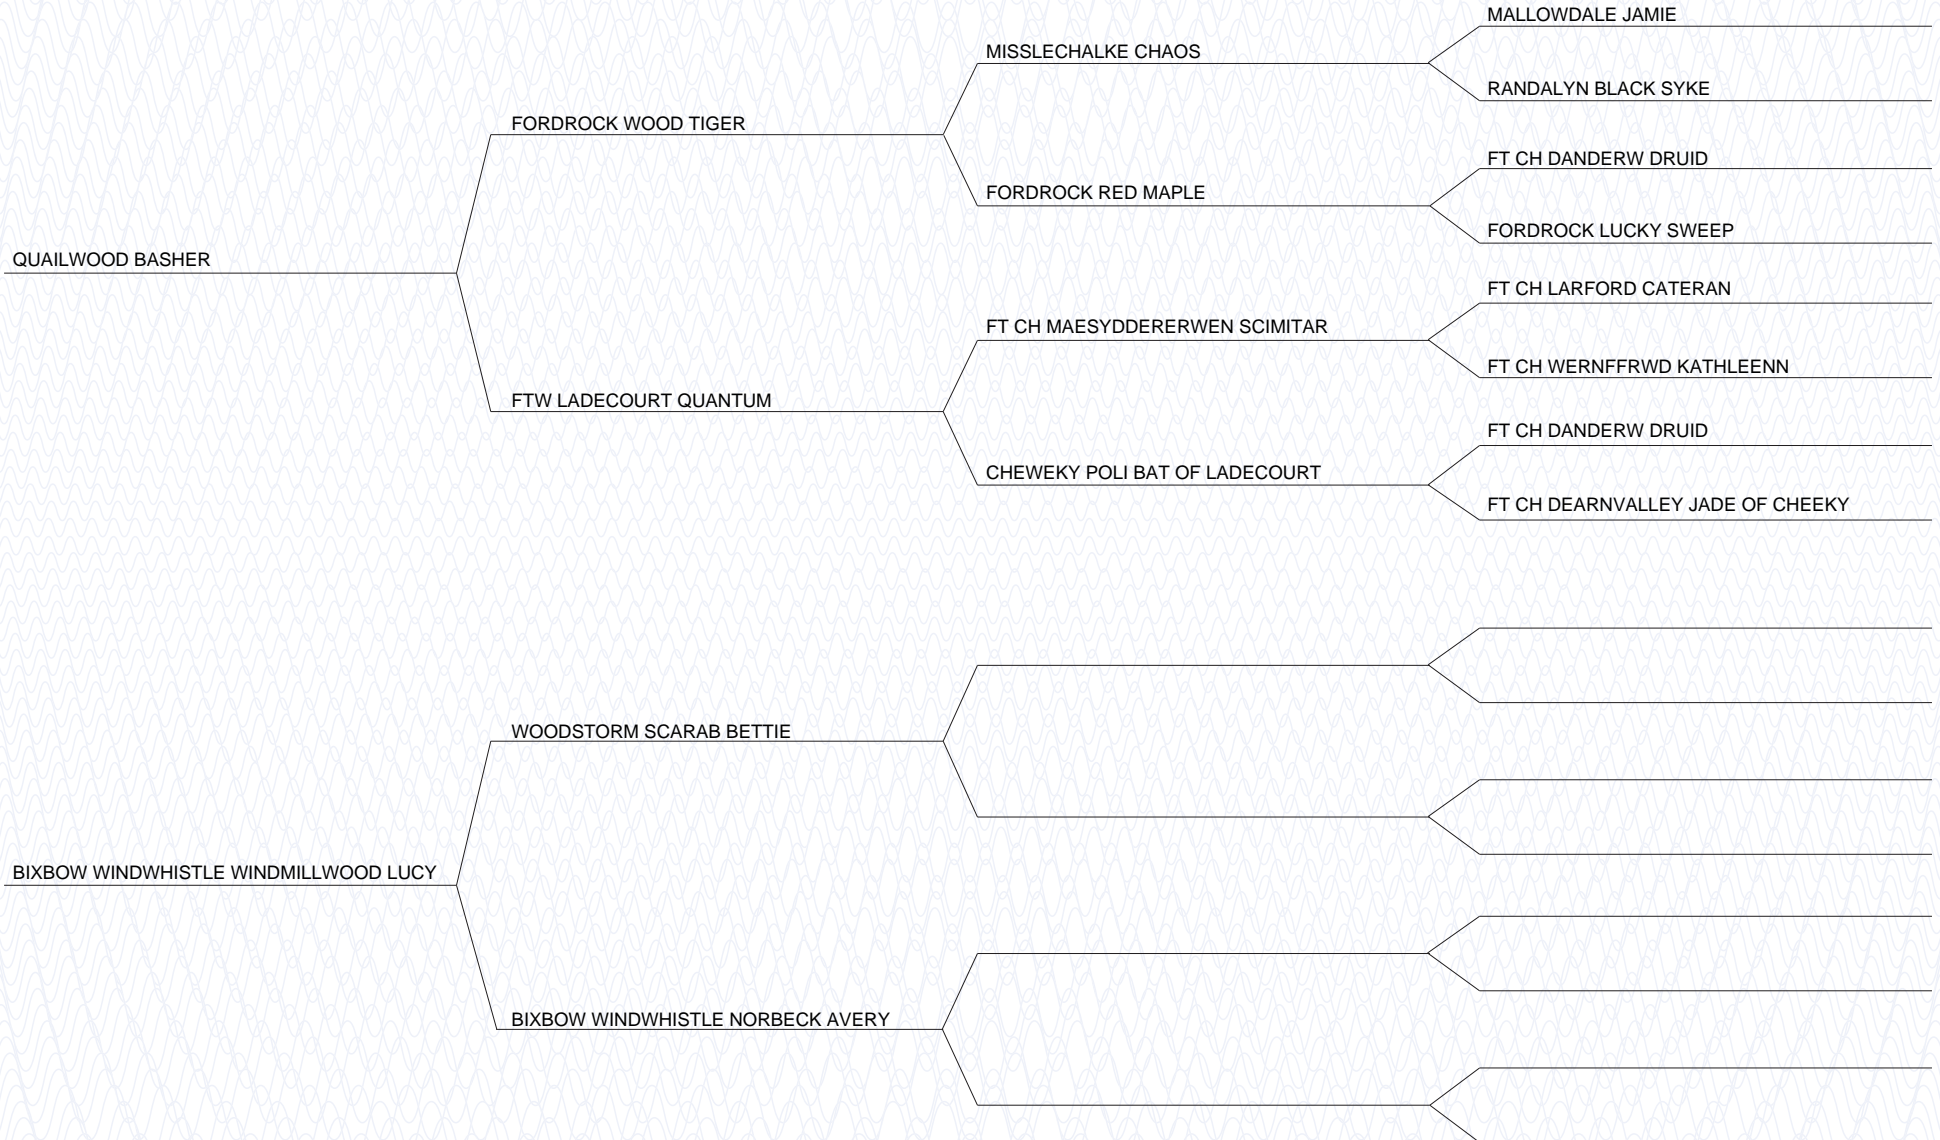 MALLOWDALE JAMIE
MISSLECHALKE CHAOS
RANDALYN BLACK SYKE
FORDROCK WOOD TIGER
FT CH DANDERW DRUID
FORDROCK RED MAPLE
FORDROCK LUCKY SWEEP
QUAILWOOD BASHER
FT CH LARFORD CATERAN
FT CH MAESYDDERERWEN SCIMITAR
FT CH WERNFFRWD KATHLEENN
FTW LADECOURT QUANTUM
FT CH DANDERW DRUID
CHEWEKY POLI BAT OF LADECOURT
FT CH DEARNVALLEY JADE OF CHEEKY
WOODSTORM SCARAB BETTIE
BIXBOW WINDWHISTLE WINDMILLWOOD LUCY
BIXBOW WINDWHISTLE NORBECK AVERY